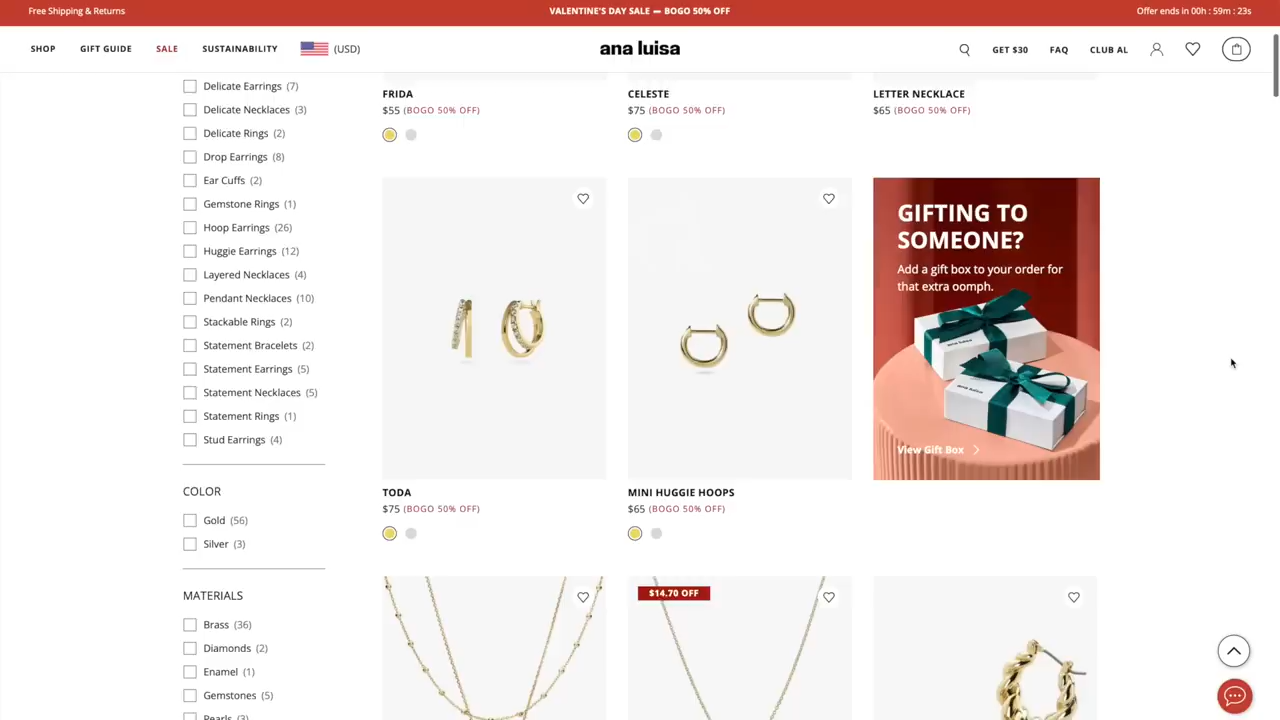 Free Shipping & Returns
VALENTINE'S DAY SALE — BOGO 50% OFF
Offer ends in 00h : 59m : 23s
SHOP
GIFT GUIDE
SALE
SUSTAINABILITY
(USD)
ana luisa
GET $30
FAQ
CLUB AL
Delicate Earrings (7)
Delicate Necklaces (3)
Delicate Rings (2)
Drop Earrings (8)
Ear Cuffs (2)
Gemstone Rings (1)
Hoop Earrings (26)
Huggie Earrings (12)
Layered Necklaces (4)
Pendant Necklaces (10)
Stackable Rings (2)
Statement Bracelets (2)
Statement Earrings (5)
Statement Necklaces (5)
Statement Rings (1)
Stud Earrings (4)
COLOR
Gold (56)
Silver (3)
MATERIALS
Brass (36)
Diamonds (2)
Enamel (1)
Gemstones (5)
Pearls (3)
FRIDA
$55 (BOGO 50% OFF)
CELESTE
$75 (BOGO 50% OFF)
LETTER NECKLACE
$65 (BOGO 50% OFF)
GIFTING TO
SOMEONE?
Add a gift box to your order for
that extra oomph.
ana luisa
ana luisa
View Gift Box
TODA
$75 (BOGO 50% OFF)
MINI HUGGIE HOOPS
$65 (BOGO 50% OFF)
$14.70 OFF